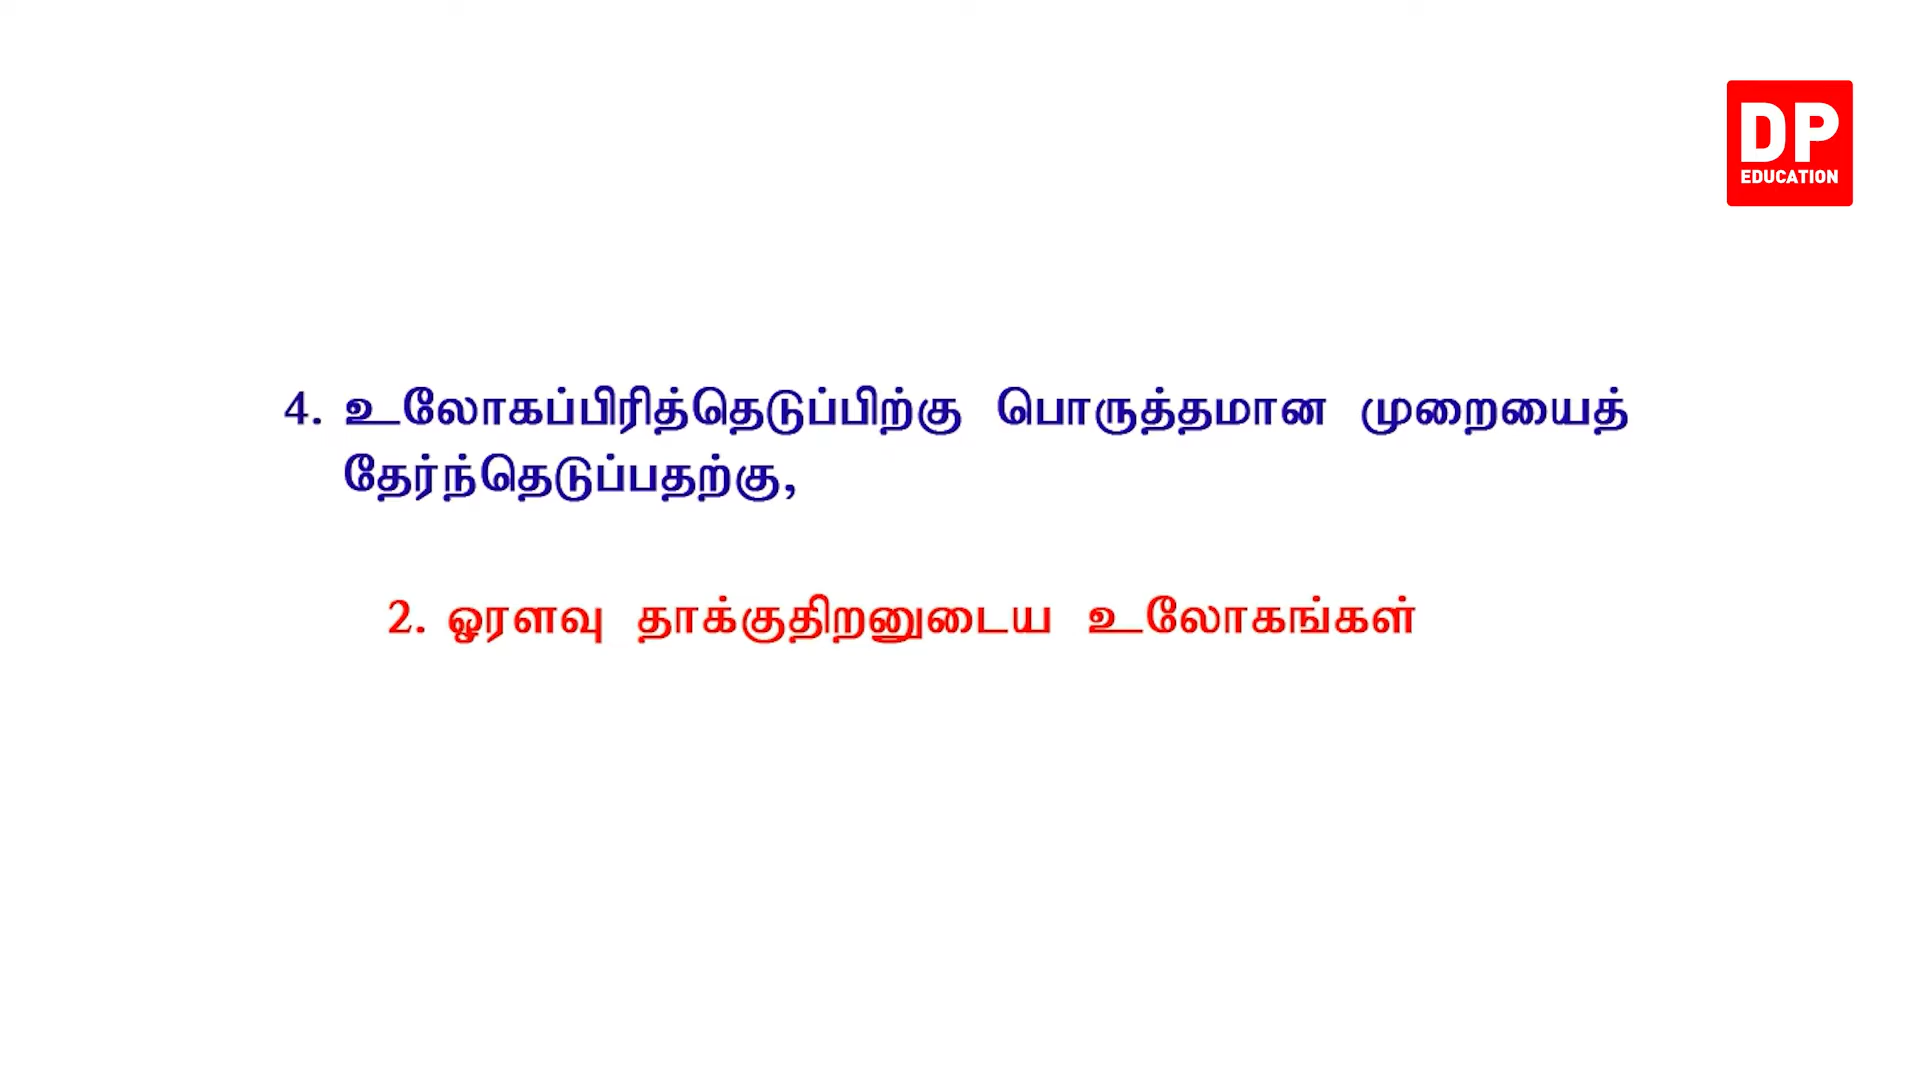 DP
EDUCATION
4. உலோகப்பிரித்தெடுப்பிற்கு பொருத்தமான முறையைத்
தேர்ந்தெடுப்பதற்கு,
2. ஓரளவு தாக்குதிறனுடைய உலோகங்கள்